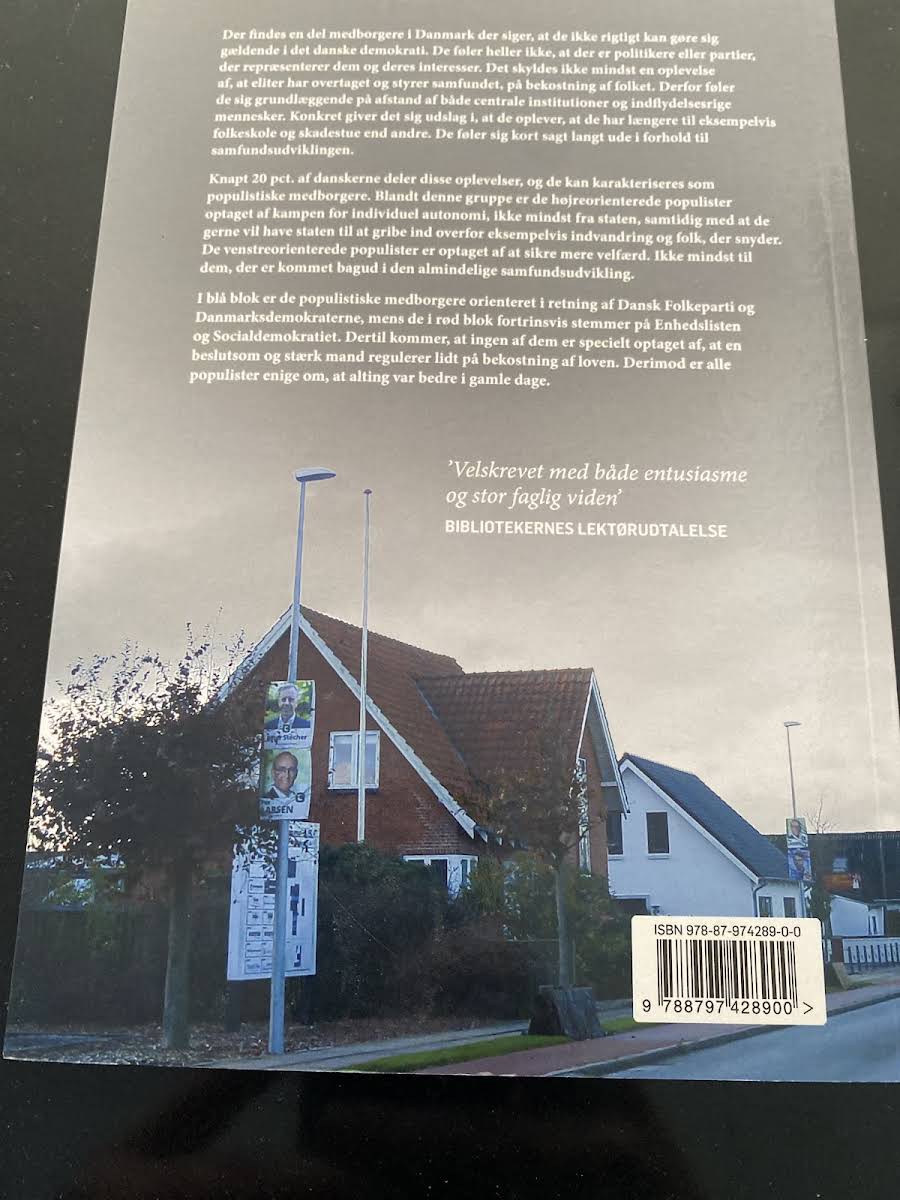 Der findes en del medborgere i Danmark der siger, at de ikke rigtigt kan gøre sig
gældende i det danske demokrati. De føler heller ikke, at der er politikere eller partier,
der repræsenterer dem og deres interesser. Det skyldes ikke mindst en oplevelse
af, at eliter har overtaget og styrer samfundet, på bekostning af folket. Derfor føler
de sig grundlæggende på afstand af både centrale institutioner og indflydelsesrige
mennesker. Konkret giver det sig udslag i, at de oplever, at de har længere til eksempelvis
folkeskole og skadestue end andre. De føler sig kort sagt langt ude i forhold til
samfundsudviklingen.
Knapt 20 pct. af danskerne deler disse oplevelser, og de kan karakteriseres som
populistiske medborgere. Blandt denne gruppe er de højreorienterede populister
optaget af kampen for individuel autonomi, ikke mindst fra staten, samtidig med at de
gerne vil have staten til at gribe ind overfor eksempelvis indvandring og folk, der snyder.
De venstreorienterede populister er optaget af at sikre mere velfærd. Ikke mindst til
dem, der er kommet bagud i den almindelige samfundsudvikling.
I blå blok er de populistiske medborgere orienteret i retning af Dansk Folkeparti og
Danmarksdemokraterne, mens de i rød blok fortrinsvis stemmer på Enhedslisten
og Socialdemokratiet. Dertil kommer, at ingen af dem er specielt optaget af, at en
beslutsom og stærk mand regulerer lidt på bekostning af loven. Derimod er alle
populister enige om, at alting var bedre i gamle dage.
’Velskrevet med både entusiasme
og stor faglig viden’
BIBLIOTEKERNES LEKTØRUDTALELSE
C
Stecher
C
LARSEN
ISBN 978-87-974289-0-0
9 788797 428900 >